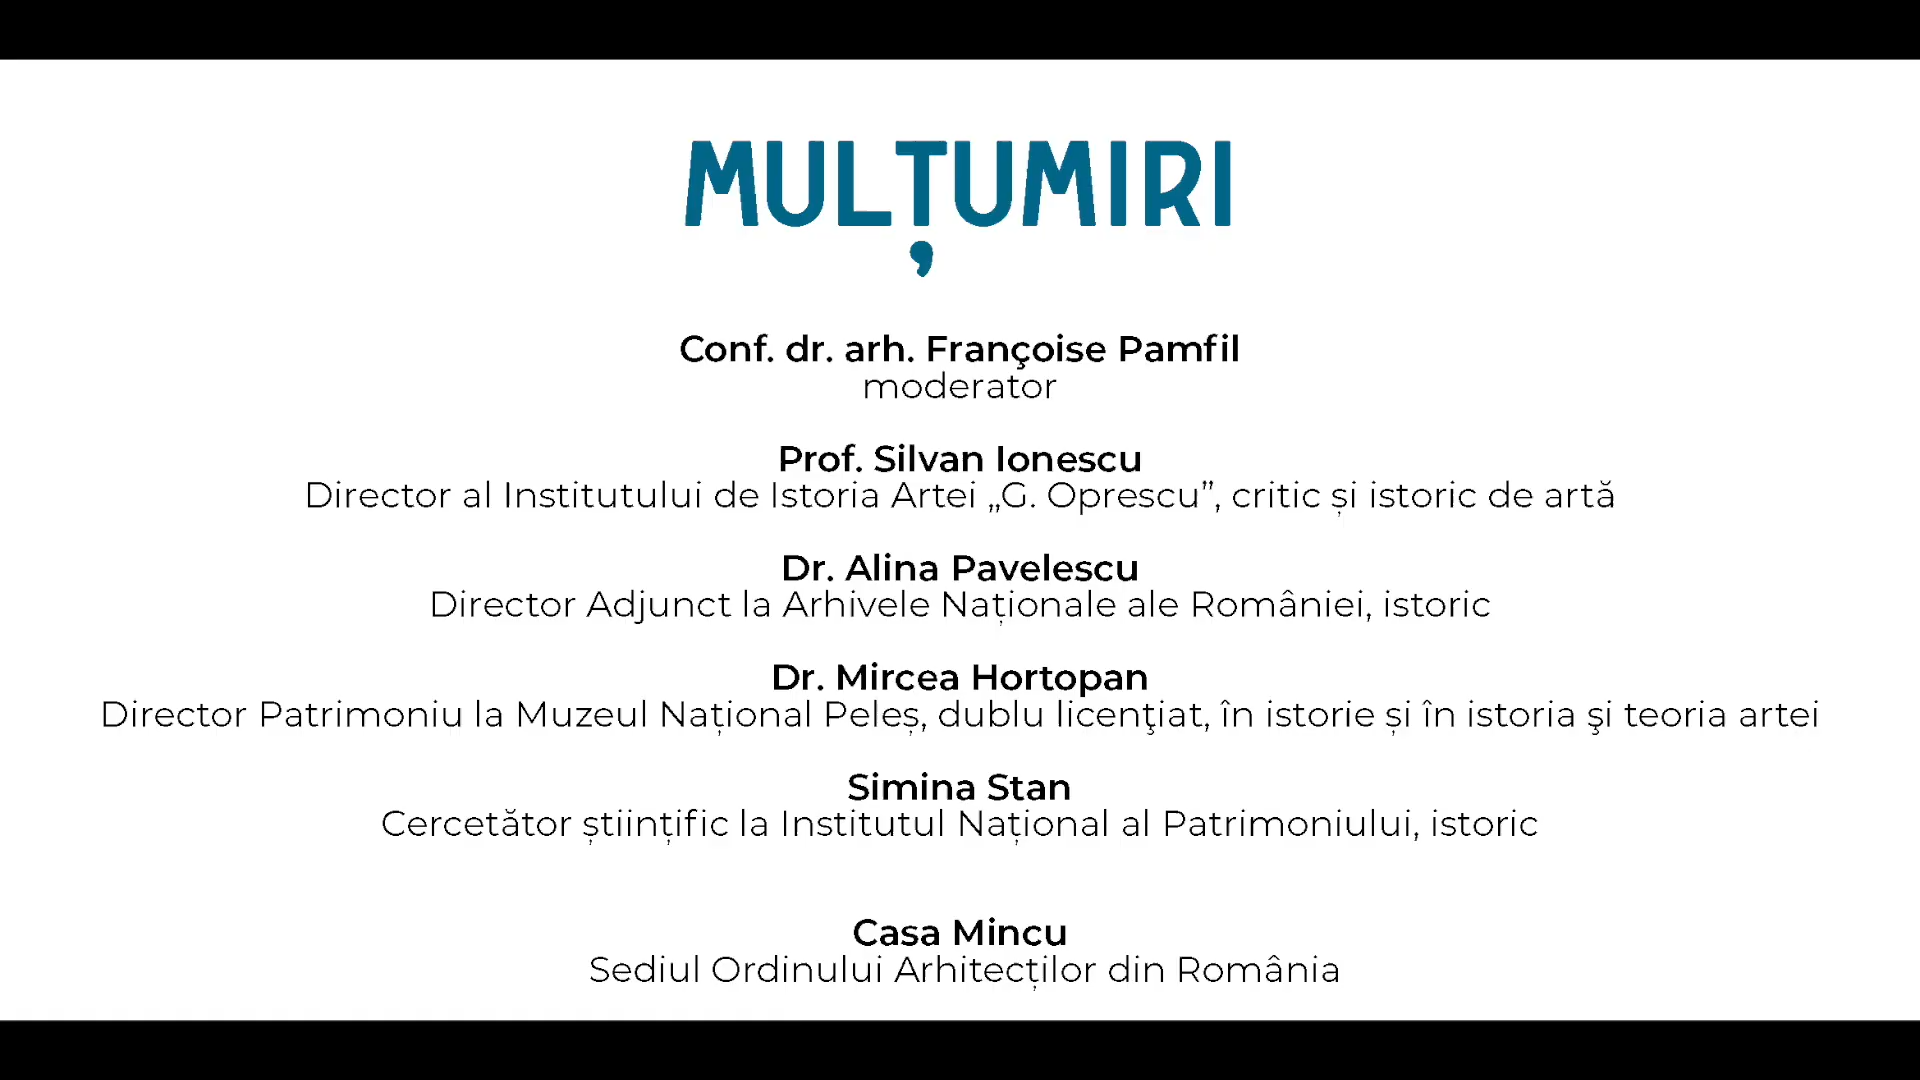 MULȚUMIRI
Conf. dr. arh. Françoise Pamfil
moderator
Prof. Silvan Ionescu
Director al Institutului de Istoria Artei „G. Oprescu”, critic și istoric de artă
Dr. Alina Pavelescu
Director Adjunct la Arhivele Naționale ale României, istoric
Dr. Mircea Hortopan
Director Patrimoniu la Muzeul Național Peleș, dublu licenţiat, în istorie și în istoria şi teoria artei
Simina Stan
Cercetător științific la Institutul Național al Patrimoniului, istoric
Casa Mincu
Sediul Ordinului Arhitecților din România